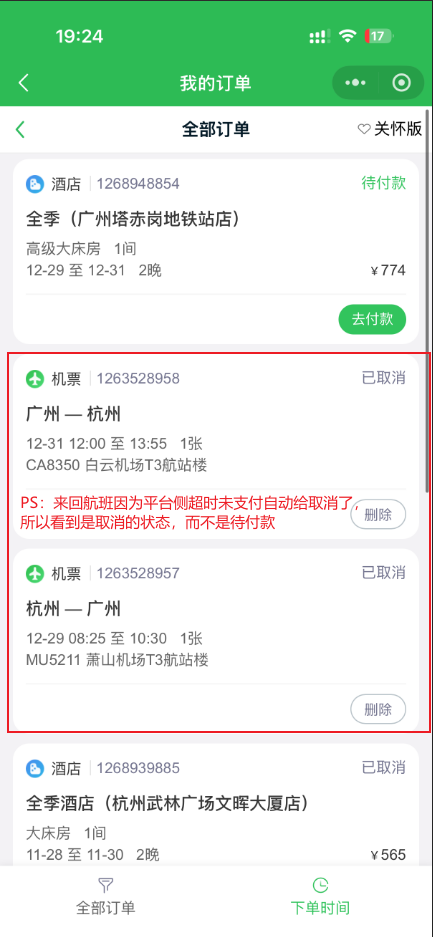 19:24
17
我的订单
全部订单
关怀版
酒店 1268948854 待付款
全季（广州塔赤岗地铁站店）
高级大床房 1间
12-29 至 12-31 2晚 ¥774
去付款
机票 1263528958 已取消
广州 — 杭州
12-31 12:00 至 13:55 1张
CA8350 白云机场T3航站楼
PS：来回航班因为平台侧超时未支付自动给取消了，
所以看到是取消的状态，而不是待付款
删除
机票 1263528957 已取消
杭州 — 广州
12-29 08:25 至 10:30 1张
MU5211 萧山机场T3航站楼
删除
酒店 1268939885 已取消
全季酒店（杭州武林广场文晖大厦店）
大床房 1间
11-28 至 11-30 2晚 ¥565
全部订单
下单时间